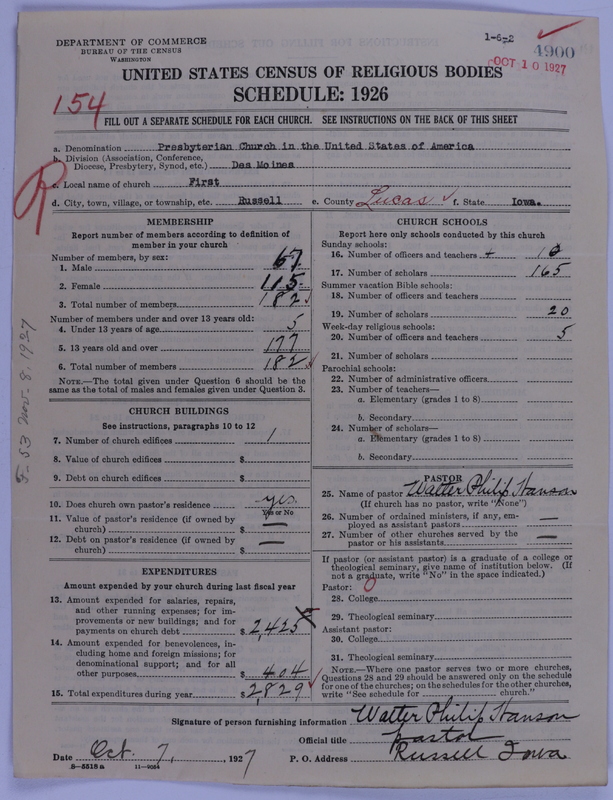 DEPARTMENT OF COMMERCE
BUREAU OF THE CENSUS
WASHINGTON
1-6-2
4900
OCT 10 1927
UNITED STATES CENSUS OF RELIGIOUS BODIES
SCHEDULE: 1926
154
FILL OUT A SEPARATE SCHEDULE FOR EACH CHURCH. SEE INSTRUCTIONS ON THE BACK OF THIS SHEET
a. Denomination Presbyterian Church in the United States of America
b. Division (Association, Conference,
Diocese, Presbytery, Synod, etc.) Des Moines
R
c. Local name of church First
d. City, town, village, or township, etc. Russell e. County Lucas f. State Iowa.
MEMBERSHIP
Report number of members according to definition of
member in your church
Number of members, by sex:
1. Male 67
2. Female 115
3. Total number of members 182
Number of members under and over 13 years old:
4. Under 13 years of age 5
5. 13 years old and over 177
6. Total number of members 182
NOTE.—The total given under Question 6 should be
same as the total of males and females given under Question 3.
CHURCH BUILDINGS
See instructions, paragraphs 10 to 12
7. Number of church edifices 1
8. Value of church edifices $
9. Debt on church edifices $
10. Does church own pastor's residence yes.
Yes or No
11. Value of pastor's residence (if owned by
church) $ —
12. Debt on pastor's residence (if owned by
church) $ —
EXPENDITURES
Amount expended by your church during last fiscal year
13. Amount expended for salaries, repairs,
and other running expenses; for im-
provements or new buildings; and for
payments on church debt $ 2,425
14. Amount expended for benevolences, in-
cluding home and foreign missions; for
denominational support; and for all
other purposes $ 404
15. Total expenditures during year $ 2,829
CHURCH SCHOOLS
Report here only schools conducted by this church
Sunday schools:
16. Number of officers and teachers 10
17. Number of scholars 165
Summer vacation Bible schools:
18. Number of officers and teachers
19. Number of scholars 20
Week-day religious schools:
20. Number of officers and teachers 5
21. Number of scholars
Parochial schools:
22. Number of administrative officers
23. Number of teachers—
a. Elementary (grades 1 to 8)
b. Secondary
24. Number of scholars—
a. Elementary (grades 1 to 8)
b. Secondary
PASTOR
25. Name of pastor Walter Philip Hanson
(If church has no pastor, write "None")
26. Number of ordained ministers, if any, em-
ployed as assistant pastors —
27. Number of other churches served by the
pastor or his assistants —
If pastor (or assistant pastor) is a graduate of a college or
theological seminary, give name of institution below. (If
not a graduate, write "No" in the space indicated.)
Pastor: O
28. College
29. Theological seminary
Assistant pastor:
30. College
31. Theological seminary
NOTE.—Where one pastor serves two or more churches,
Questions 28 and 29 should be answered only on the schedule
for one of the churches; on the schedules for the other churches,
write "See schedule for church."
Signature of person furnishing information Walter Philip Hanson
Official title pastor
Date Oct. 7, 1927 P. O. Address Russell Iowa
8-5518a 11-9054
F-53 Nov. 8, 1927